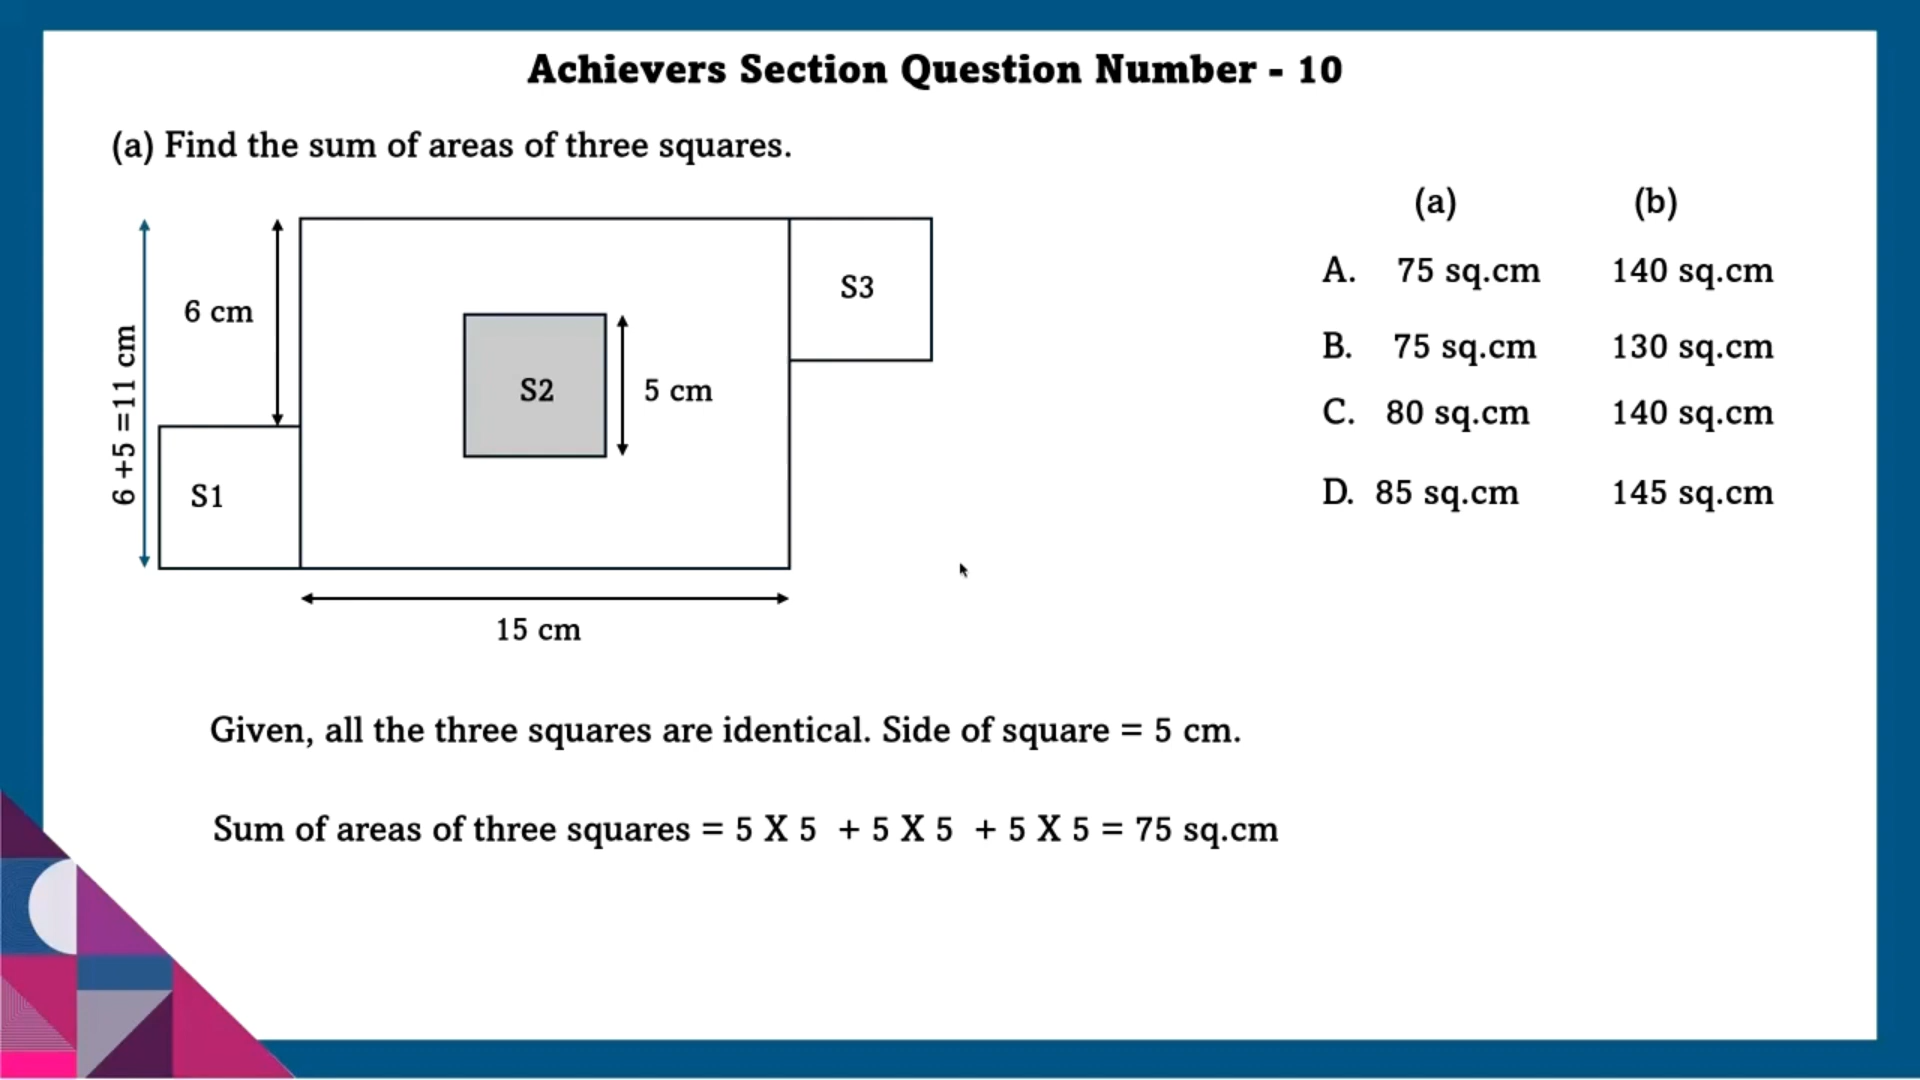 Achievers Section Question Number - 10
(a) Find the sum of areas of three squares.
(a) (b)
A. 75 sq.cm 140 sq.cm
B. 75 sq.cm 130 sq.cm
C. 80 sq.cm 140 sq.cm
D. 85 sq.cm 145 sq.cm
6 +5 =11 cm
6 cm
S1
S2
5 cm
S3
15 cm
Given, all the three squares are identical. Side of square = 5 cm.
Sum of areas of three squares = 5 X 5 + 5 X 5 + 5 X 5 = 75 sq.cm